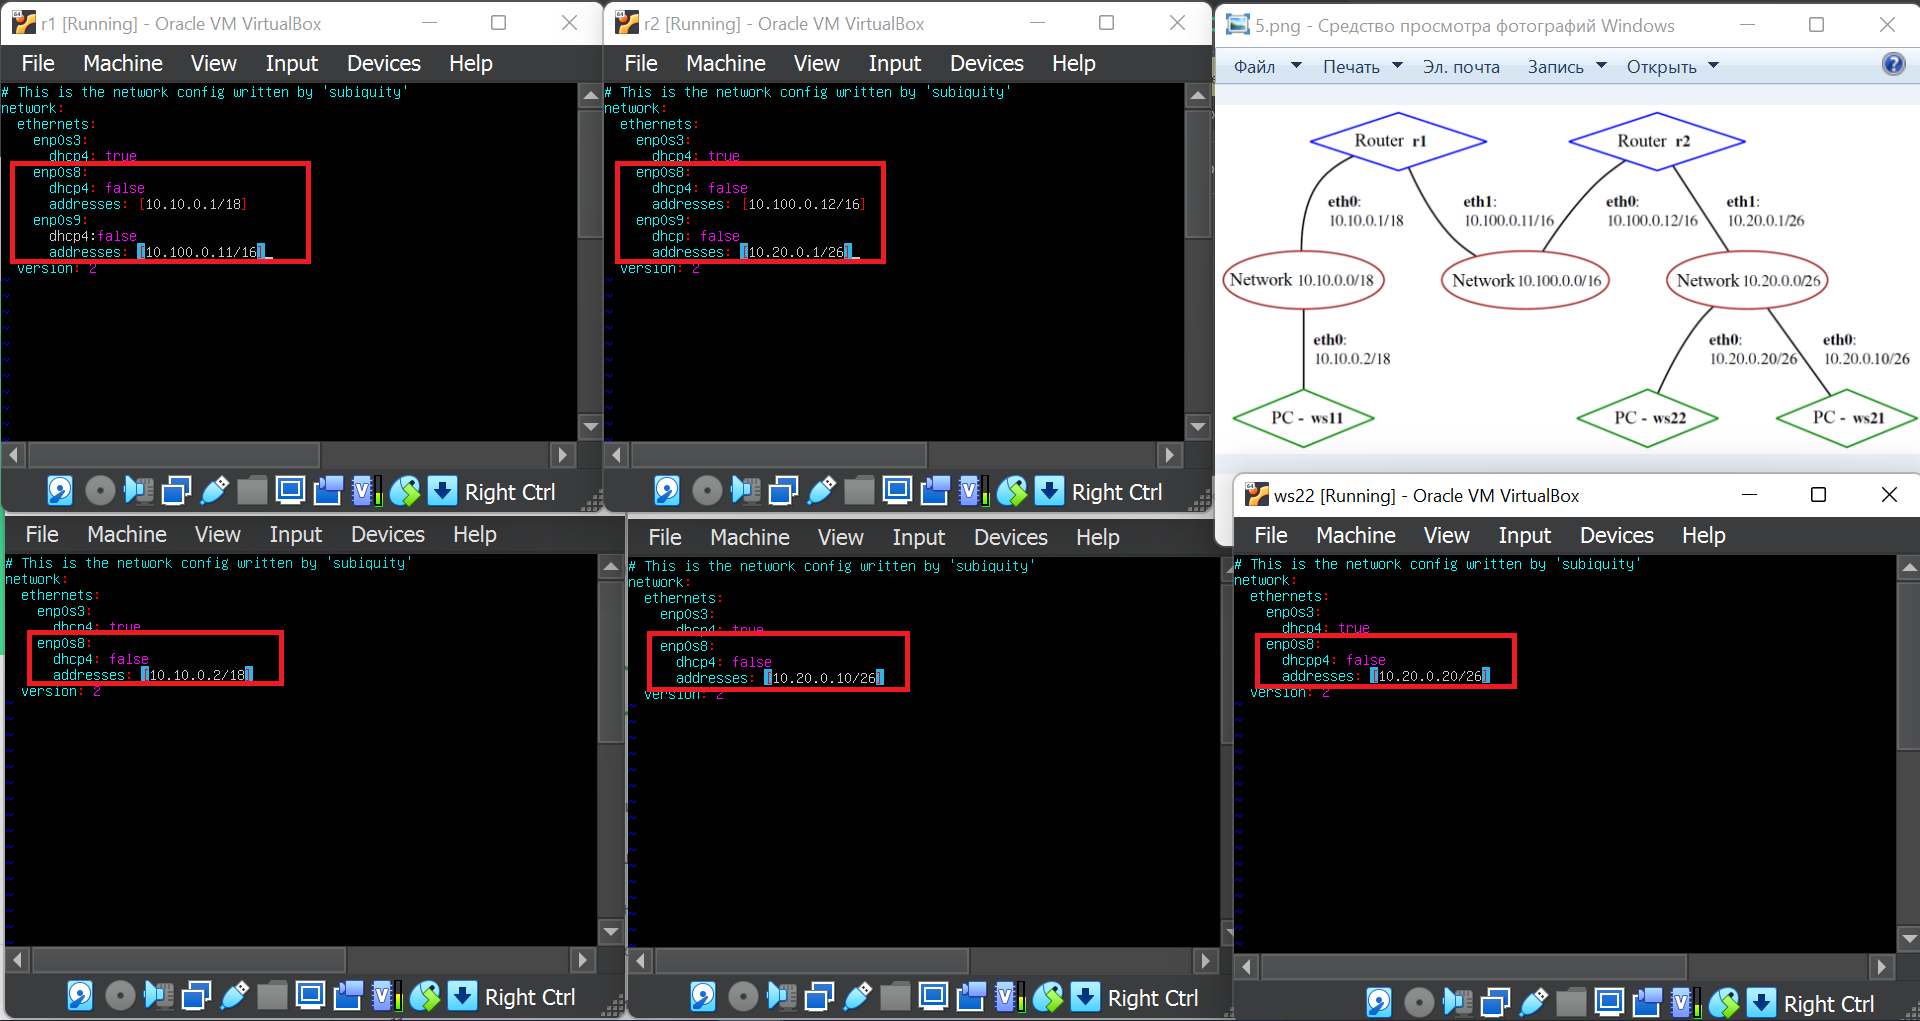 r1 [Running] - Oracle VM VirtualBox
File Machine View Input Devices Help
# This is the network config written by 'subiquity'
network:
  ethernets:
    enp0s3:
      dhcp4: true
    enp0s8:
      dhcp4: false
      addresses: [10.10.0.1/18]
    enp0s9:
      dhcp4:false
      addresses: [10.100.0.11/16]
  version: 2
~
~
~
~
~
~
~
~
~
~
Right Ctrl
r2 [Running] - Oracle VM VirtualBox
File Machine View Input Devices Help
# This is the network config written by 'subiquity'
network:
  ethernets:
    enp0s3:
      dhcp4: true
    enp0s8:
      dhcp4: false
      addresses: [10.100.0.12/16]
    enp0s9:
      dhcp: false
      addresses: [10.20.0.1/26]
  version: 2
~
~
~
~
~
~
~
~
~
~
Right Ctrl
5.png - Средство просмотра фотографий Windows
Файл Печать Эл. почта Запись Открыть
Router r1
Router r2
eth0:
10.10.0.1/18
eth1:
10.100.0.11/16
eth0:
10.100.0.12/16
eth1:
10.20.0.1/26
Network 10.10.0.0/18
Network 10.100.0.0/16
Network 10.20.0.0/26
eth0:
10.10.0.2/18
eth0:
10.20.0.20/26
eth0:
10.20.0.10/26
PC - ws11
PC - ws22
PC - ws21
File Machine View Input Devices Help
# This is the network config written by 'subiquity'
network:
  ethernets:
    enp0s3:
      dhcp4: true
    enp0s8:
      dhcp4: false
      addresses: [10.10.0.2/18]
  version: 2
Right Ctrl
File Machine View Input Devices Help
# This is the network config written by 'subiquity'
network:
  ethernets:
    enp0s3:
      dhcp4: true
    enp0s8:
      dhcp4: false
      addresses: [10.20.0.10/26]
  version: 2
Right Ctrl
ws22 [Running] - Oracle VM VirtualBox
File Machine View Input Devices Help
# This is the network config written by 'subiquity'
network:
  ethernets:
    enp0s3:
      dhcp4: true
    enp0s8:
      dhcpp4: false
      addresses: [10.20.0.20/26]
  version: 2
Right Ctrl